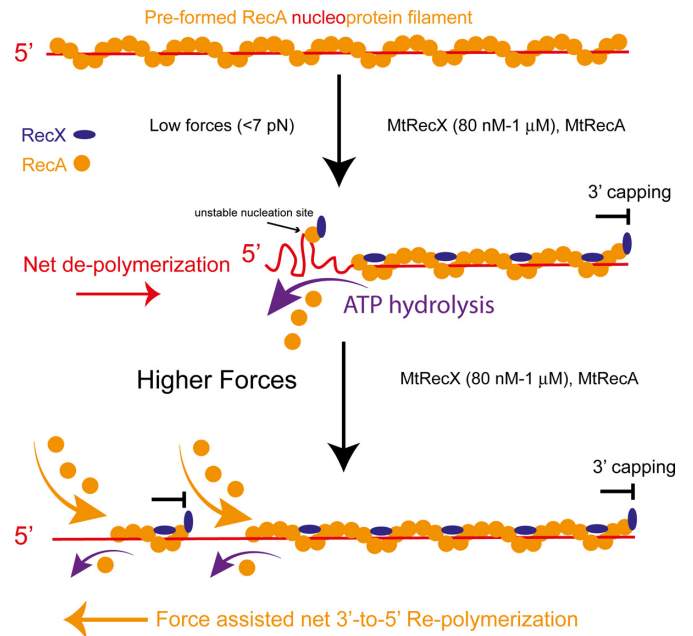 Pre-formed RecA nucleoprotein filament
5'
RecX
RecA
Low forces (<7 pN)
MtRecX (80 nM-1 μM), MtRecA
unstable nucleation site
3' capping
5'
Net de-polymerization
ATP hydrolysis
Higher Forces
MtRecX (80 nM-1 μM), MtRecA
3' capping
5'
Force assisted net 3'-to-5' Re-polymerization